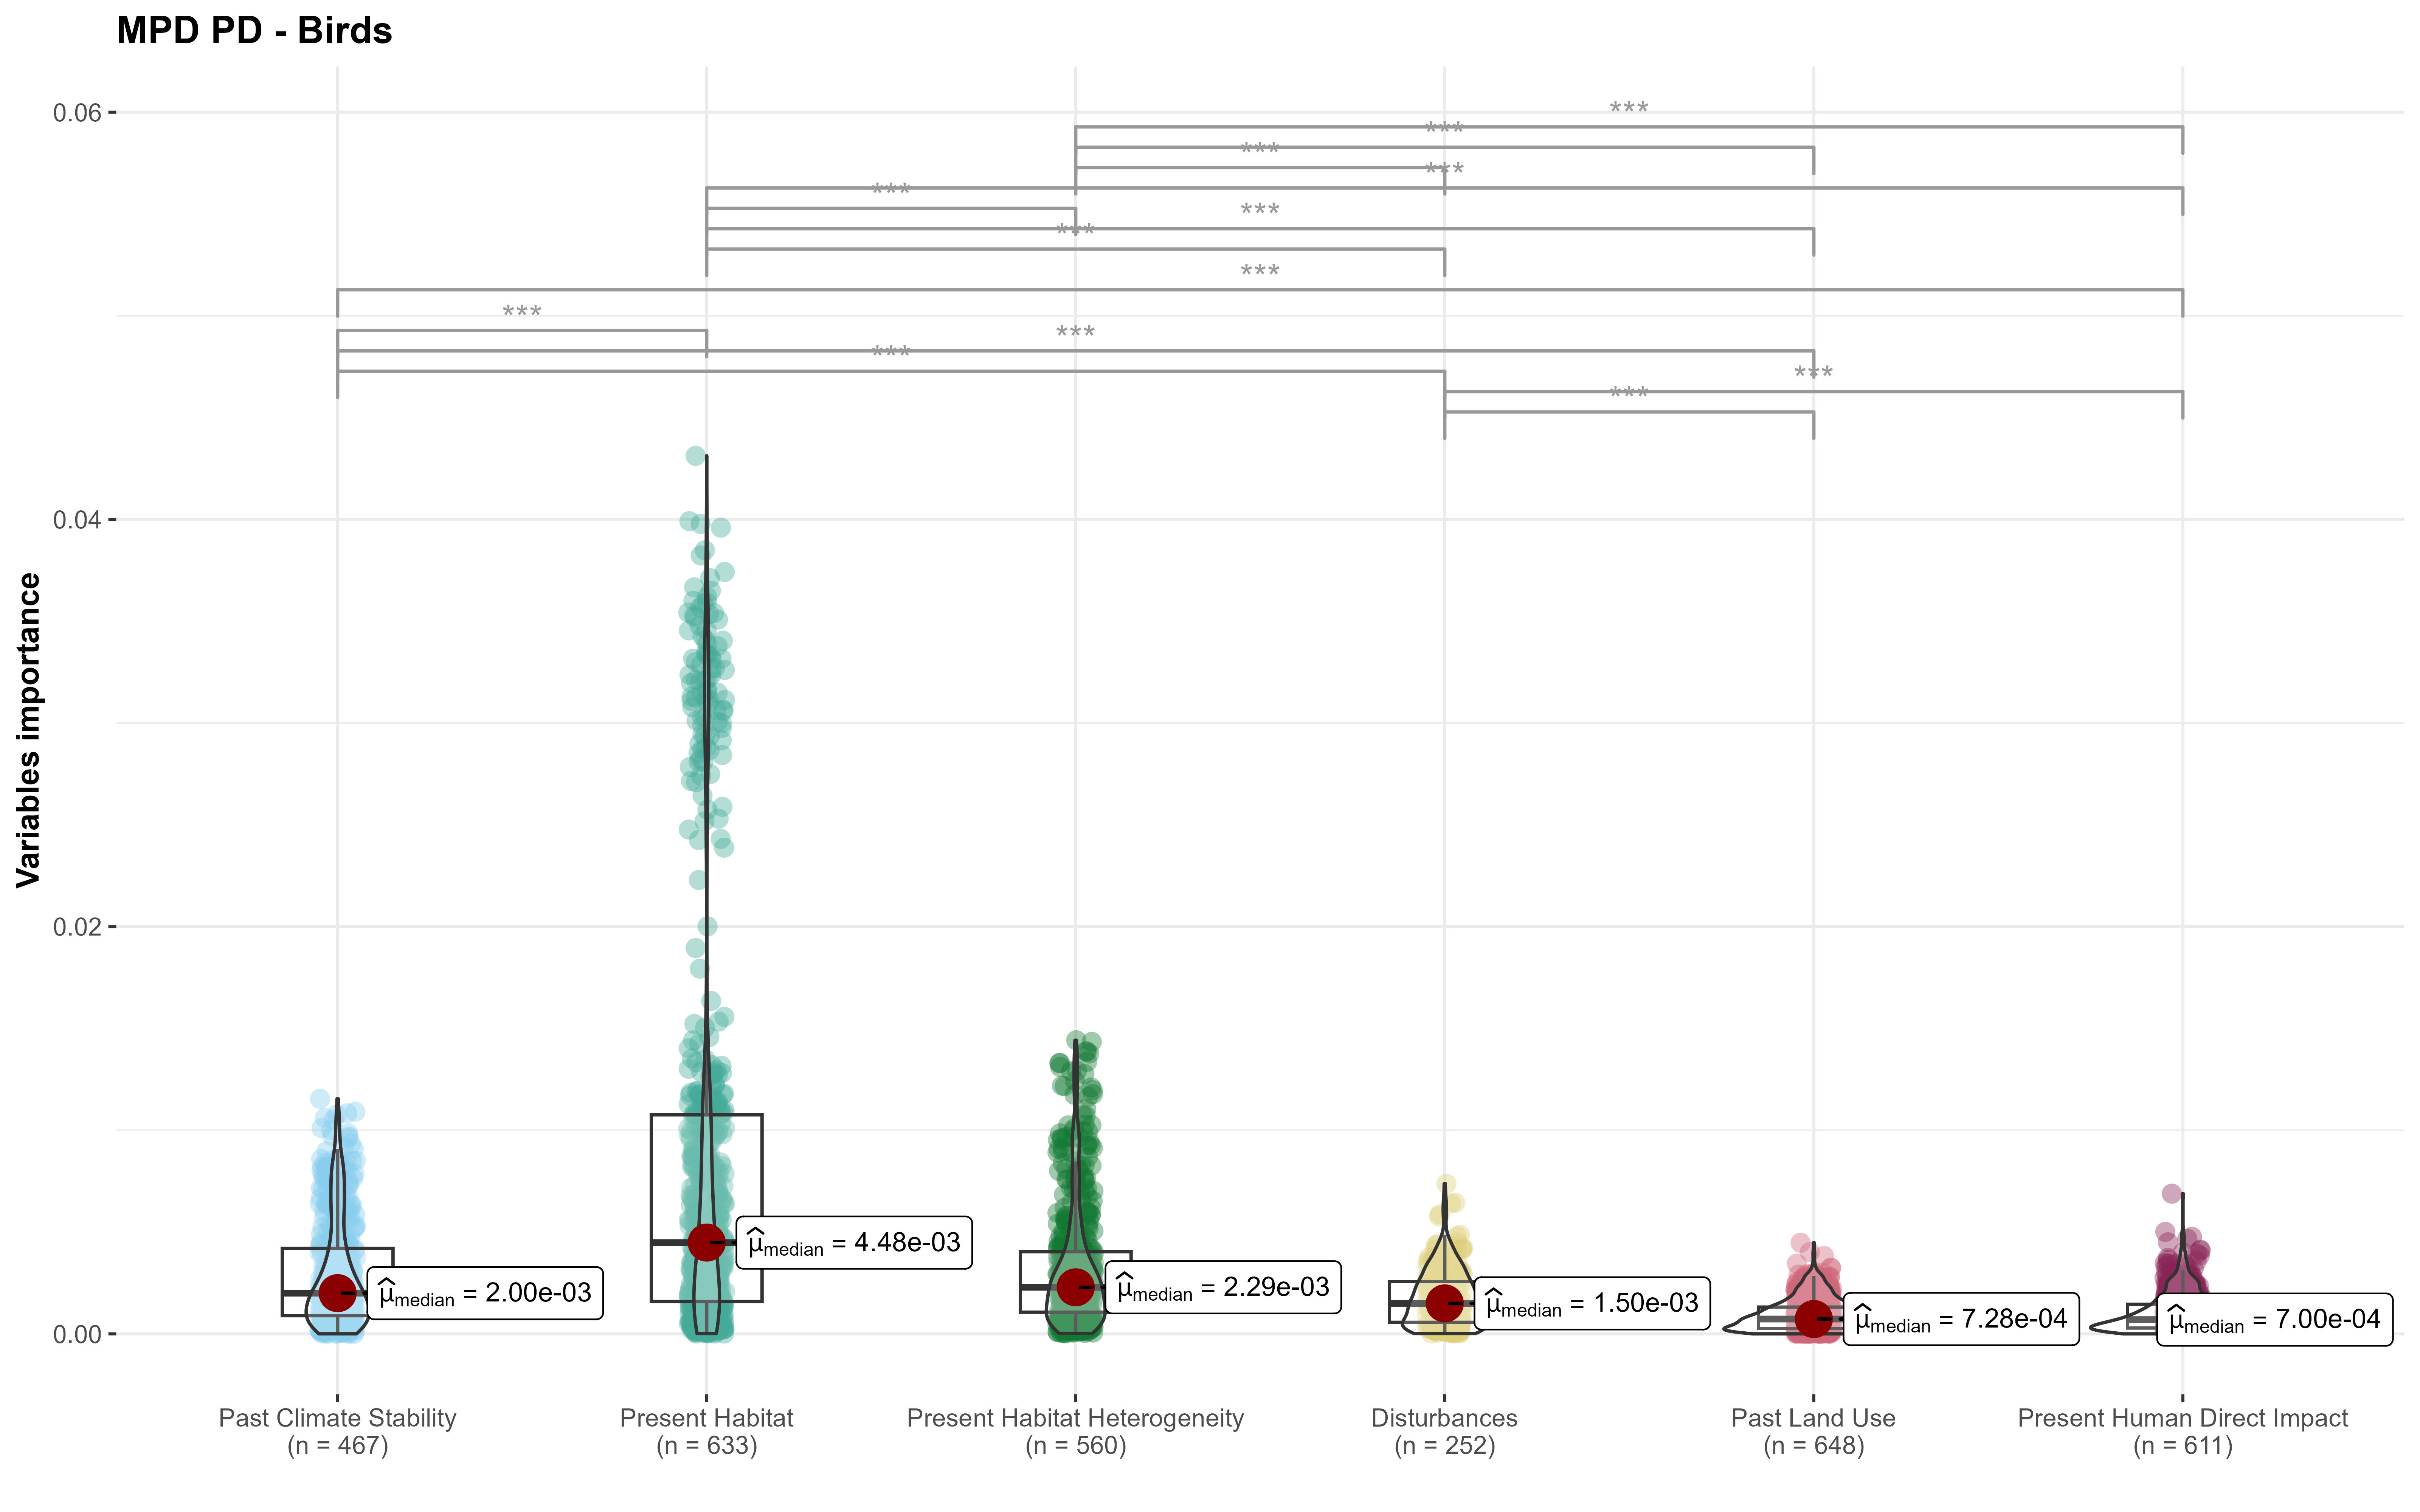 MPD PD - Birds
Variables importance
0.06
0.04
0.02
0.00
***
***
***
***
***
***
***
***
***
***
***
***
***
μ̂median = 2.00e-03
μ̂median = 4.48e-03
μ̂median = 2.29e-03
μ̂median = 1.50e-03
μ̂median = 7.28e-04
μ̂median = 7.00e-04
Past Climate Stability
(n = 467)
Present Habitat
(n = 633)
Present Habitat Heterogeneity
(n = 560)
Disturbances
(n = 252)
Past Land Use
(n = 648)
Present Human Direct Impact
(n = 611)